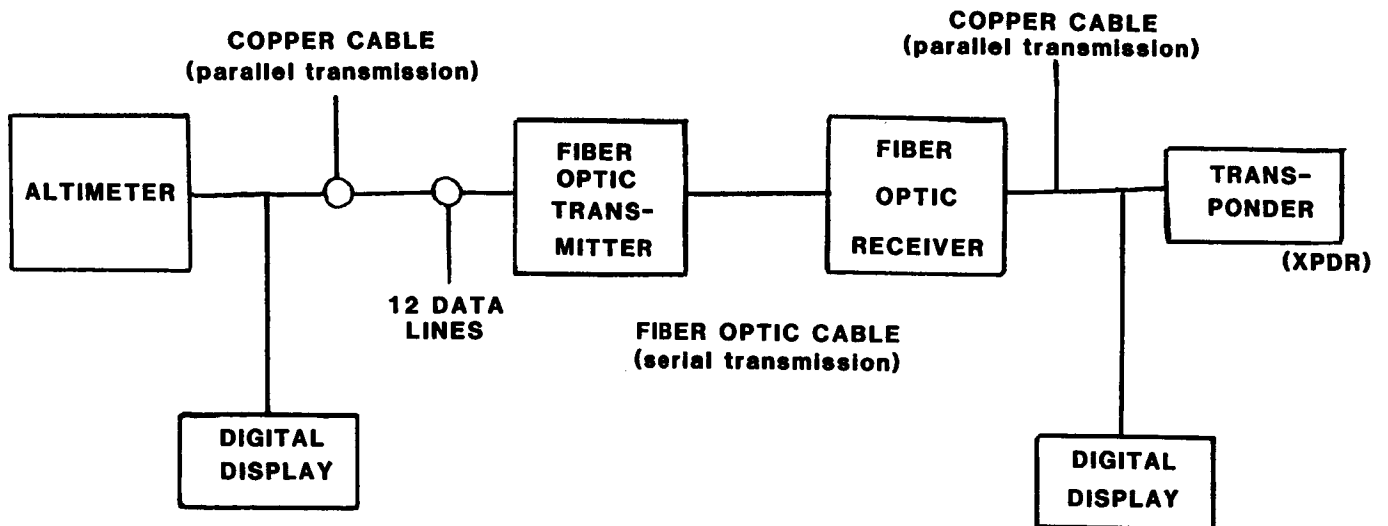 COPPER CABLE
(parallel transmission)
COPPER CABLE
(parallel transmission)
ALTIMETER
FIBER
OPTIC
TRANS-
MITTER
FIBER
OPTIC
RECEIVER
TRANS-
PONDER
(XPDR)
12 DATA
LINES
FIBER OPTIC CABLE
(serial transmission)
DIGITAL
DISPLAY
DIGITAL
DISPLAY